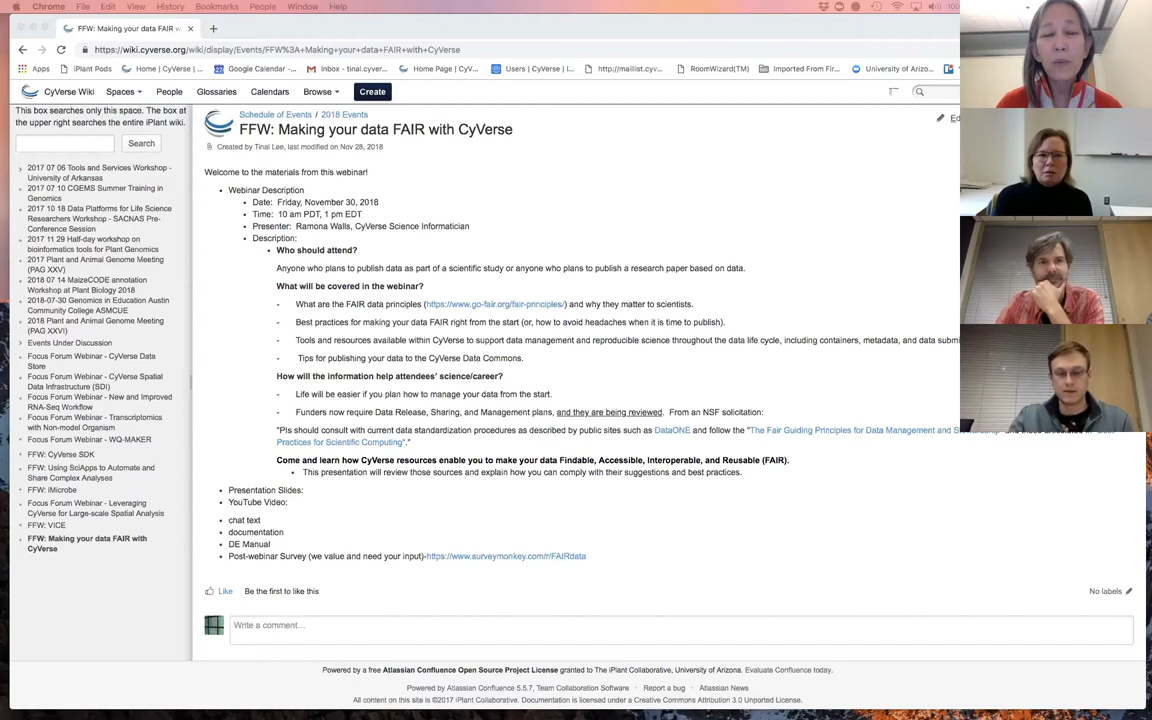 Chrome File Edit View History Bookmarks People Window Help
FFW: Making your data FAIR w
https://wiki.cyverse.org/wiki/display/Events/FFW%3A+Making+your+data+FAIR+with+CyVerse
Apps iPlant Pods Home | CyVerse | ... Google Calendar - ... Inbox - tinal.cyver... Home Page | CyV... Users | CyVerse | In... http://mailist.cyv... RoomWizard(TM) Imported From Fir... University of Arizo...
CyVerse Wiki Spaces People Glossaries Calendars Browse Create
This box searches only this space. The box at
the upper right searches the entire iPlant wiki.
Search
2017 07 06 Tools and Services Workshop -
University of Arkansas
2017 07 10 CGEMS Summer Training in
Genomics
2017 10 18 Data Platforms for Life Science
Researchers Workshop - SACNAS Pre-
Conference Session
2017 11 29 Half-day workshop on
bioinformatics tools for Plant Genomics
2017 Plant and Animal Genome Meeting
(PAG XXV)
2018 07 14 MaizeCODE annotation
Workshop at Plant Biology 2018
2018-07-30 Genomics in Education Austin
Community College ASMCUE
2018 Plant and Animal Genome Meeting
(PAG XXVI)
Events Under Discussion
Focus Forum Webinar - CyVerse Data
Store
Focus Forum Webinar - CyVerse Spatial
Data Infrastructure (SDI)
Focus Forum Webinar - New and Improved
RNA-Seq Workflow
Focus Forum Webinar - Transcriptomics
with Non-model Organism
Focus Forum Webinar - WQ-MAKER
FFW: CyVerse SDK
FFW: Using SciApps to Automate and
Share Complex Analyses
FFW: iMicrobe
Focus Forum Webinar - Leveraging
CyVerse for Large-scale Spatial Analysis
FFW: VICE
FFW: Making your data FAIR with
CyVerse
Schedule of Events / 2018 Events
FFW: Making your data FAIR with CyVerse
Ed
Created by Tinal Lee, last modified on Nov 28, 2018
Welcome to the materials from this webinar!
Webinar Description
Date: Friday, November 30, 2018
Time: 10 am PDT, 1 pm EDT
Presenter: Ramona Walls, CyVerse Science Informatician
Description:
Who should attend?
Anyone who plans to publish data as part of a scientific study or anyone who plans to publish a research paper based on data.
What will be covered in the webinar?
- What are the FAIR data principles (https://www.go-fair.org/fair-principles/) and why they matter to scientists.
- Best practices for making your data FAIR right from the start (or, how to avoid headaches when it is time to publish).
- Tools and resources available within CyVerse to support data management and reproducible science throughout the data life cycle, including containers, metadata, and data submi
- Tips for publishing your data to the CyVerse Data Commons.
How will the information help attendees' science/career?
- Life will be easier if you plan how to manage your data from the start.
- Funders now require Data Release, Sharing, and Management plans, and they are being reviewed. From an NSF solicitation:
"PIs should consult with current data standardization procedures as described by public sites such as DataONE and follow the "The Fair Guiding Principles for Data Management and
Practices for Scientific Computing"."
Come and learn how CyVerse resources enable you to make your data Findable, Accessible, Interoperable, and Reusable (FAIR).
This presentation will review those sources and explain how you can comply with their suggestions and best practices.
Presentation Slides:
YouTube Video:
chat text
documentation
DE Manual
Post-webinar Survey (we value and need your input)-https://www.surveymonkey.com/r/FAIRdata
Like Be the first to like this
No labels
Write a comment...
Powered by a free Atlassian Confluence Open Source Project License granted to The iPlant Collaborative, University of Arizona. Evaluate Confluence today.
Powered by Atlassian Confluence 5.5.7, Team Collaboration Software · Report a bug · Atlassian News
All content on this site is ©2017 iPlant Collaborative. Documentation is licensed under a Creative Commons Attribution 3.0 Unported License.